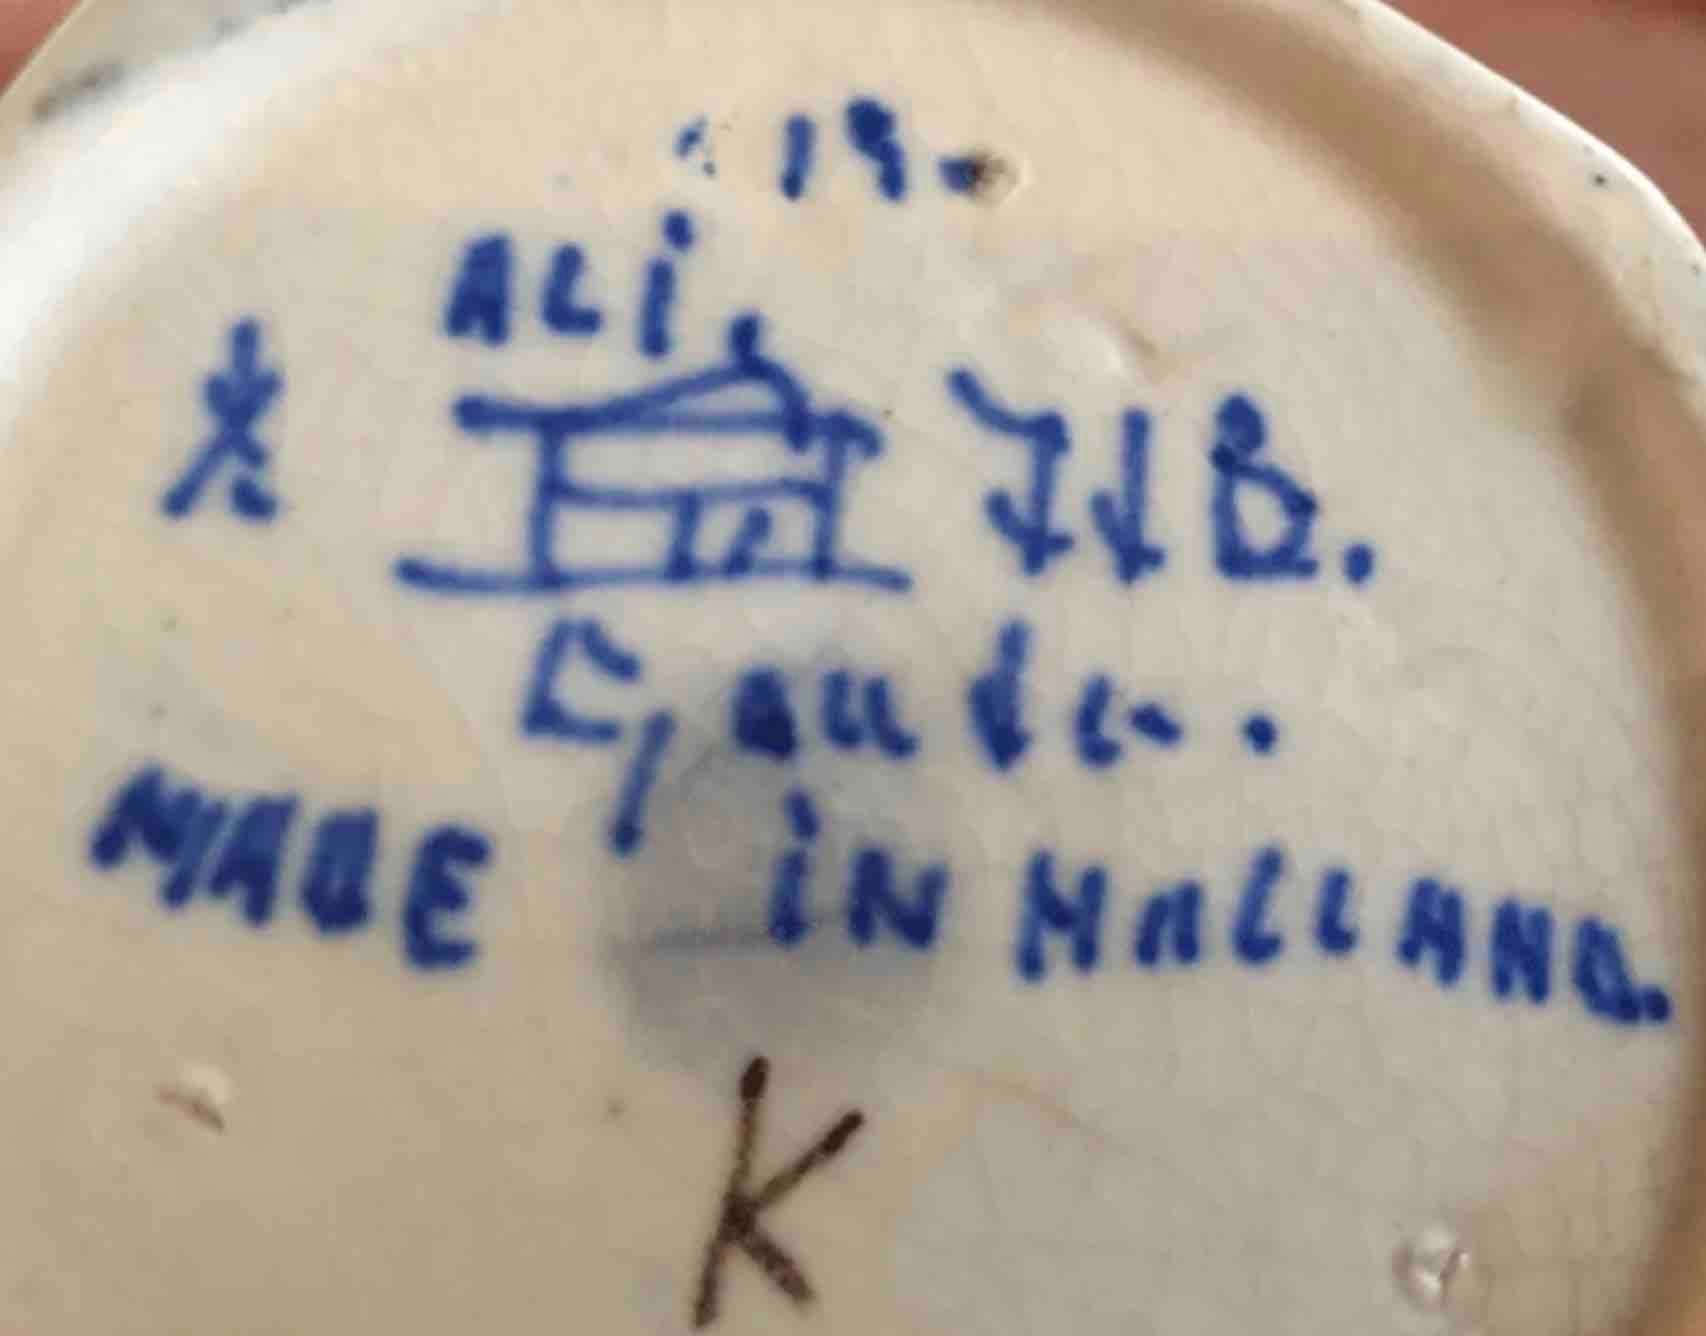 19.
ALi
JJB.
Gouda.
MADE iN HOLLAND.
K